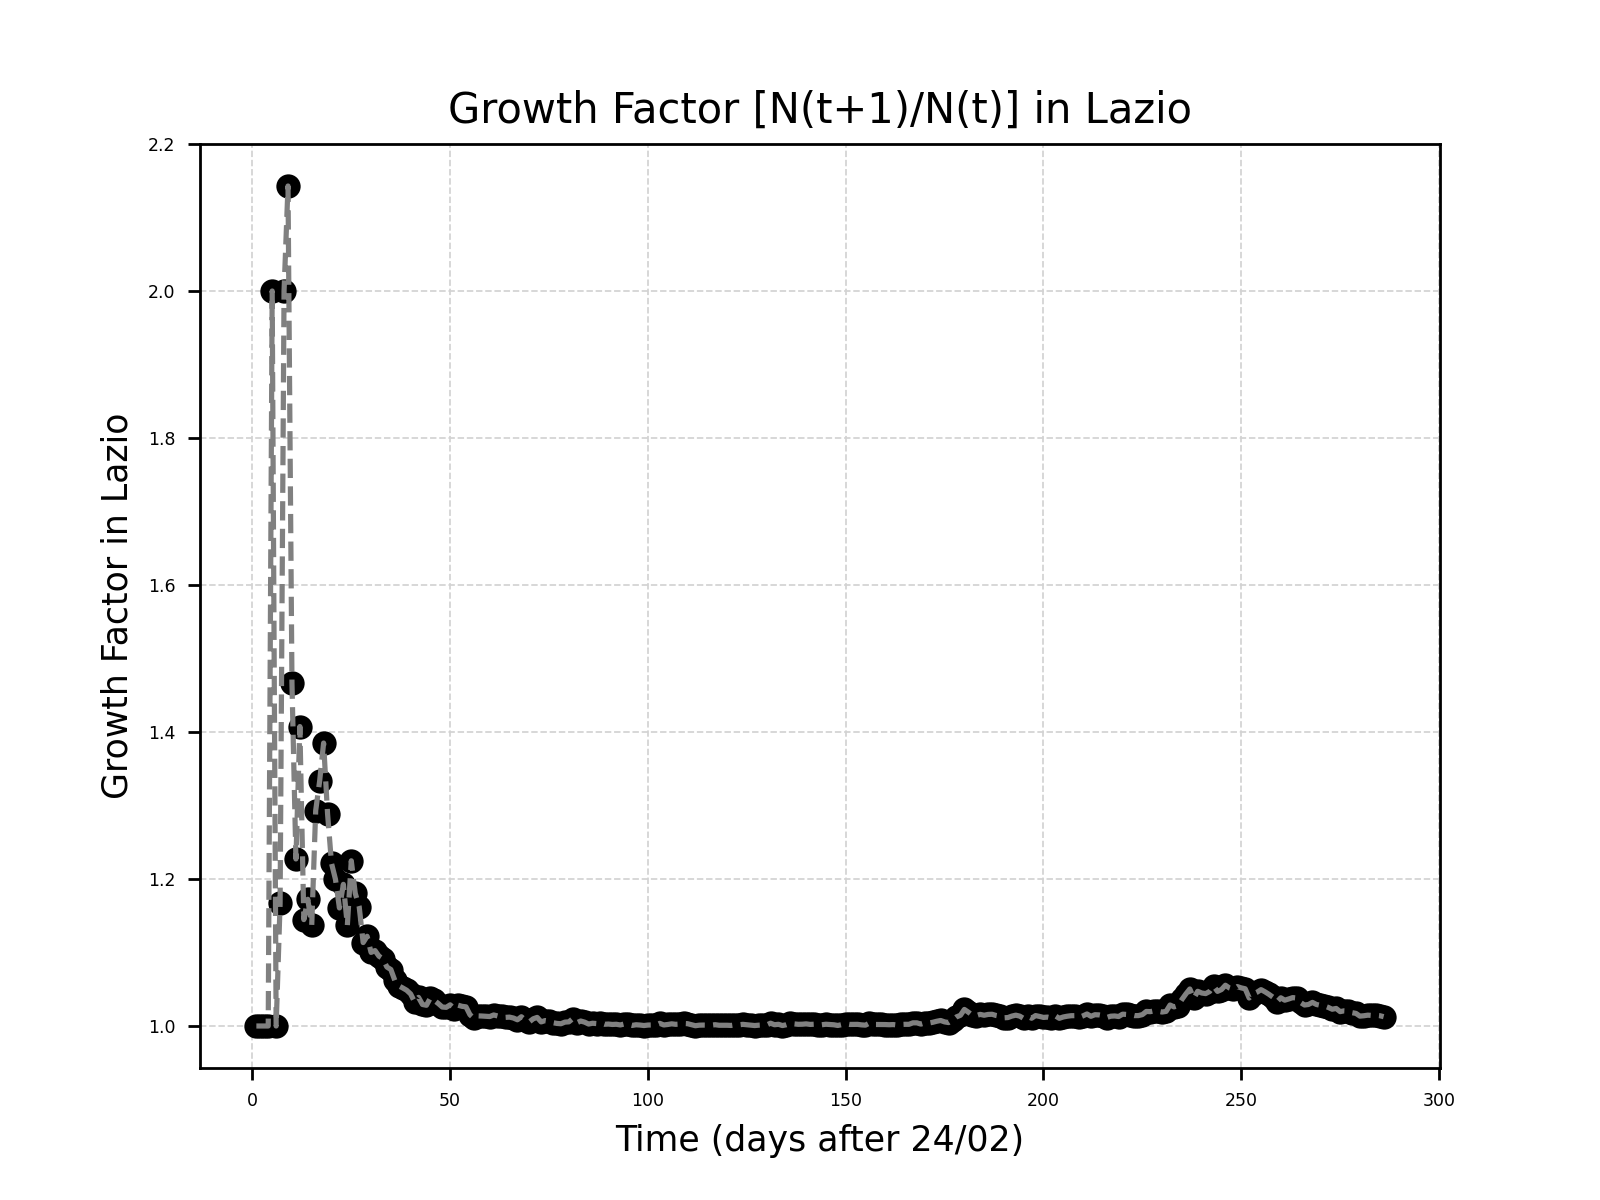 Growth Factor [N(t+1)/N(t)] in Lazio
2.2
2.0
1.8
1.6
1.4
1.2
1.0
Growth Factor in Lazio
0 50 100 150 200 250 300
Time (days after 24/02)